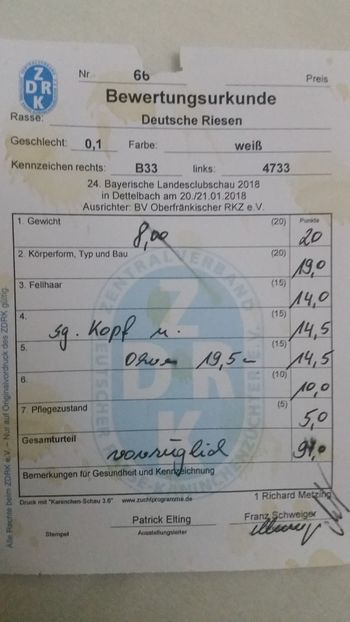 Nr. 66 Preis
ZDRK
Bewertungsurkunde
Rasse: Deutsche Riesen
Geschlecht: 0,1 Farbe: weiß
Kennzeichen rechts: B33 links: 4733
24. Bayerische Landesclubschau 2018
in Dettelbach am 20./21.01.2018
Ausrichter: BV Oberfränkischer RKZ e.V.
1. Gewicht 8,00 (20) Punkte 20
2. Körperform, Typ und Bau (20) 19,0
3. Fellhaar (15) 14,0
4. sg. Kopf u. (15) 14,5
5. Ohren 19,5 (15) 14,5
6. (10) 10,0
7. Pflegezustand (5) 5,0
Gesamturteil vorzüglich
Bemerkungen für Gesundheit und Kennzeichnung
Druck mit "Kaninchen-Schau 3.6" www.zuchtprogramme.de 1 Richard Metzing
Patrick Elting Franz Schweiger
Stempel Ausstellungsleiter
Alle Rechte beim ZDRK e.V. – Nur auf Originalvordruck des ZDRK gültig.